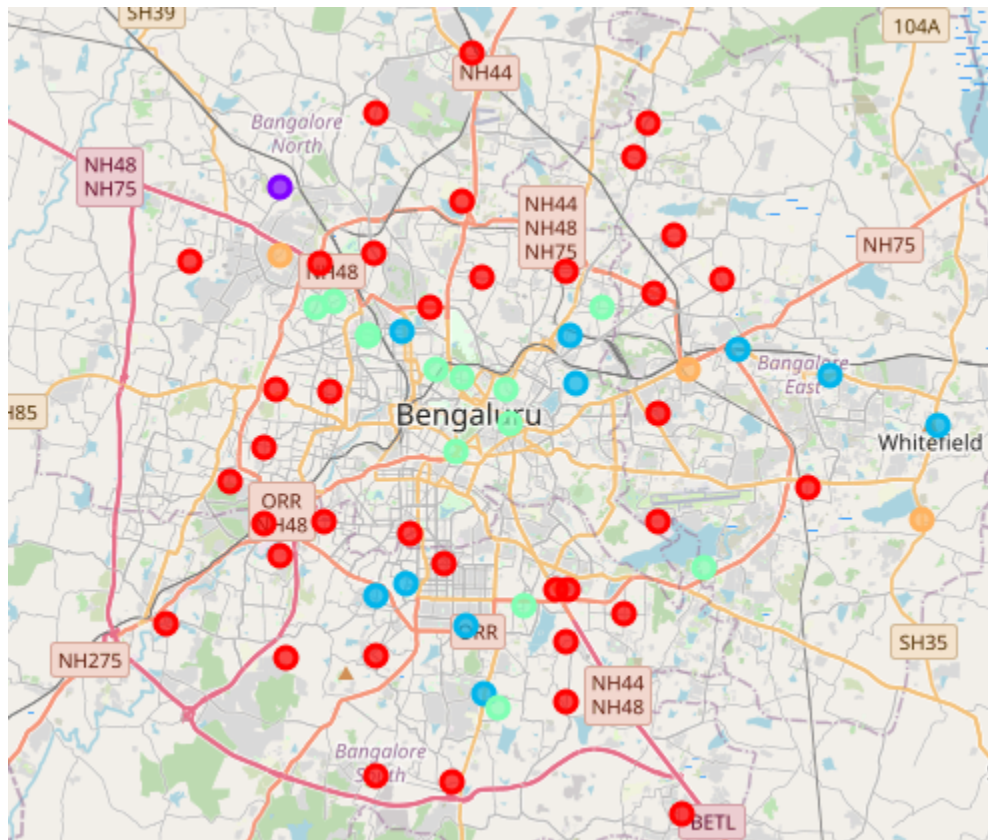 SH39
104A
NH44
Bangalore
North
NH48
NH75
NH44
NH48
NH75
NH75
NH48
Bangalore
East
H85
Bengaluru
Whitefield
ORR
NH48
ORR
SH35
NH275
NH44
NH48
Bangalore
South
BETL